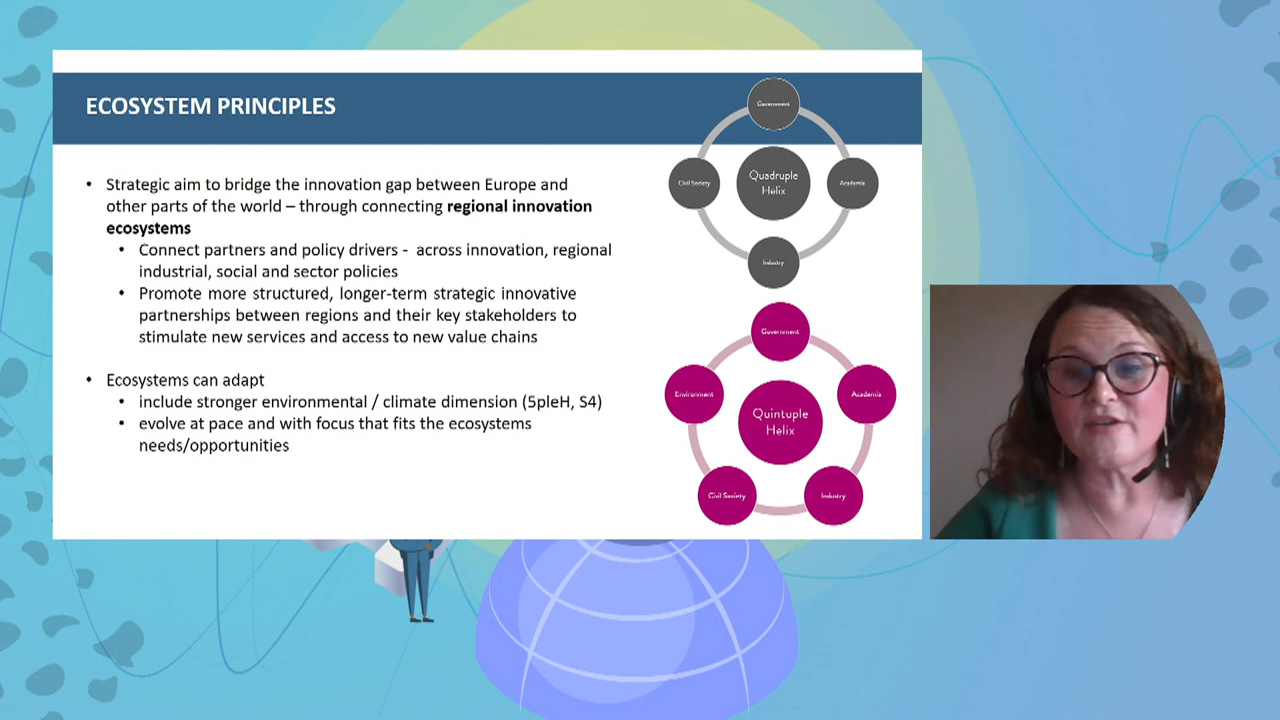 ECOSYSTEM PRINCIPLES
• Strategic aim to bridge the innovation gap between Europe and
other parts of the world – through connecting regional innovation
ecosystems
• Connect partners and policy drivers - across innovation, regional
industrial, social and sector policies
• Promote more structured, longer-term strategic innovative
partnerships between regions and their key stakeholders to
stimulate new services and access to new value chains
• Ecosystems can adapt
• include stronger environmental / climate dimension (5pleH, S4)
• evolve at pace and with focus that fits the ecosystems
needs/opportunities
Government
Civil Society
Quadruple
Helix
Academia
Industry
Government
Environment
Academia
Quintuple
Helix
Civil Society
Industry